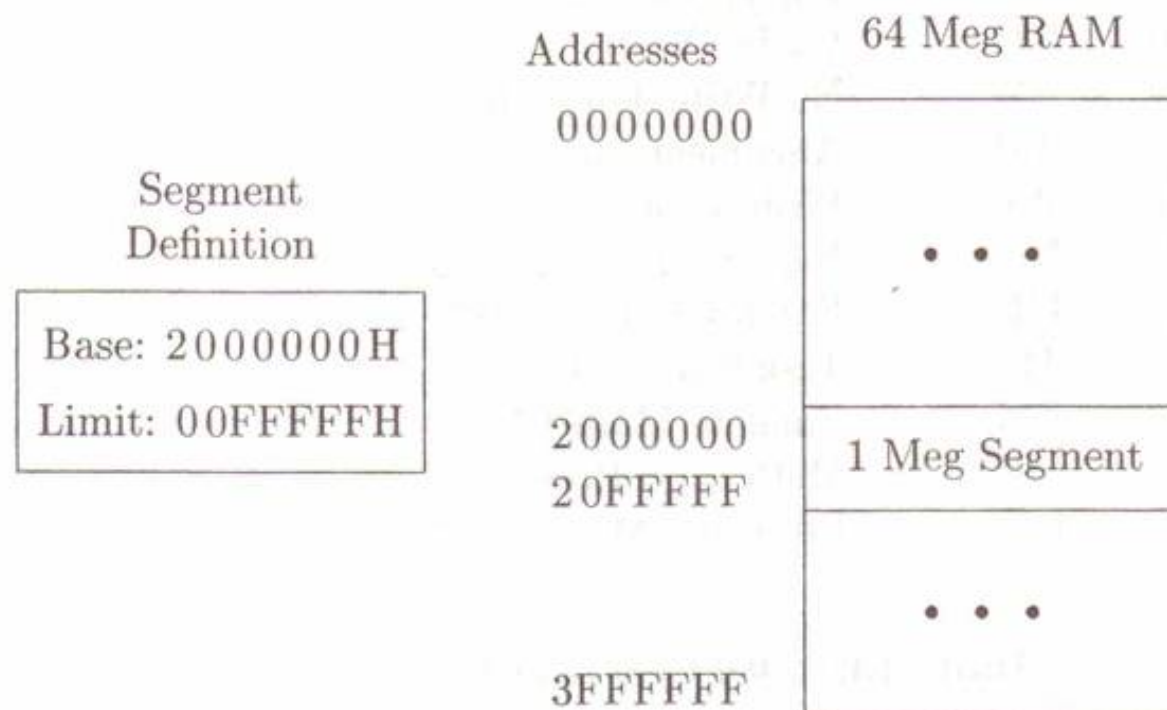 Addresses
64 Meg RAM
0000000
Segment
Definition
Base: 2000000H
Limit: 00FFFFFH
2000000
20FFFFF
1 Meg Segment
3FFFFFF